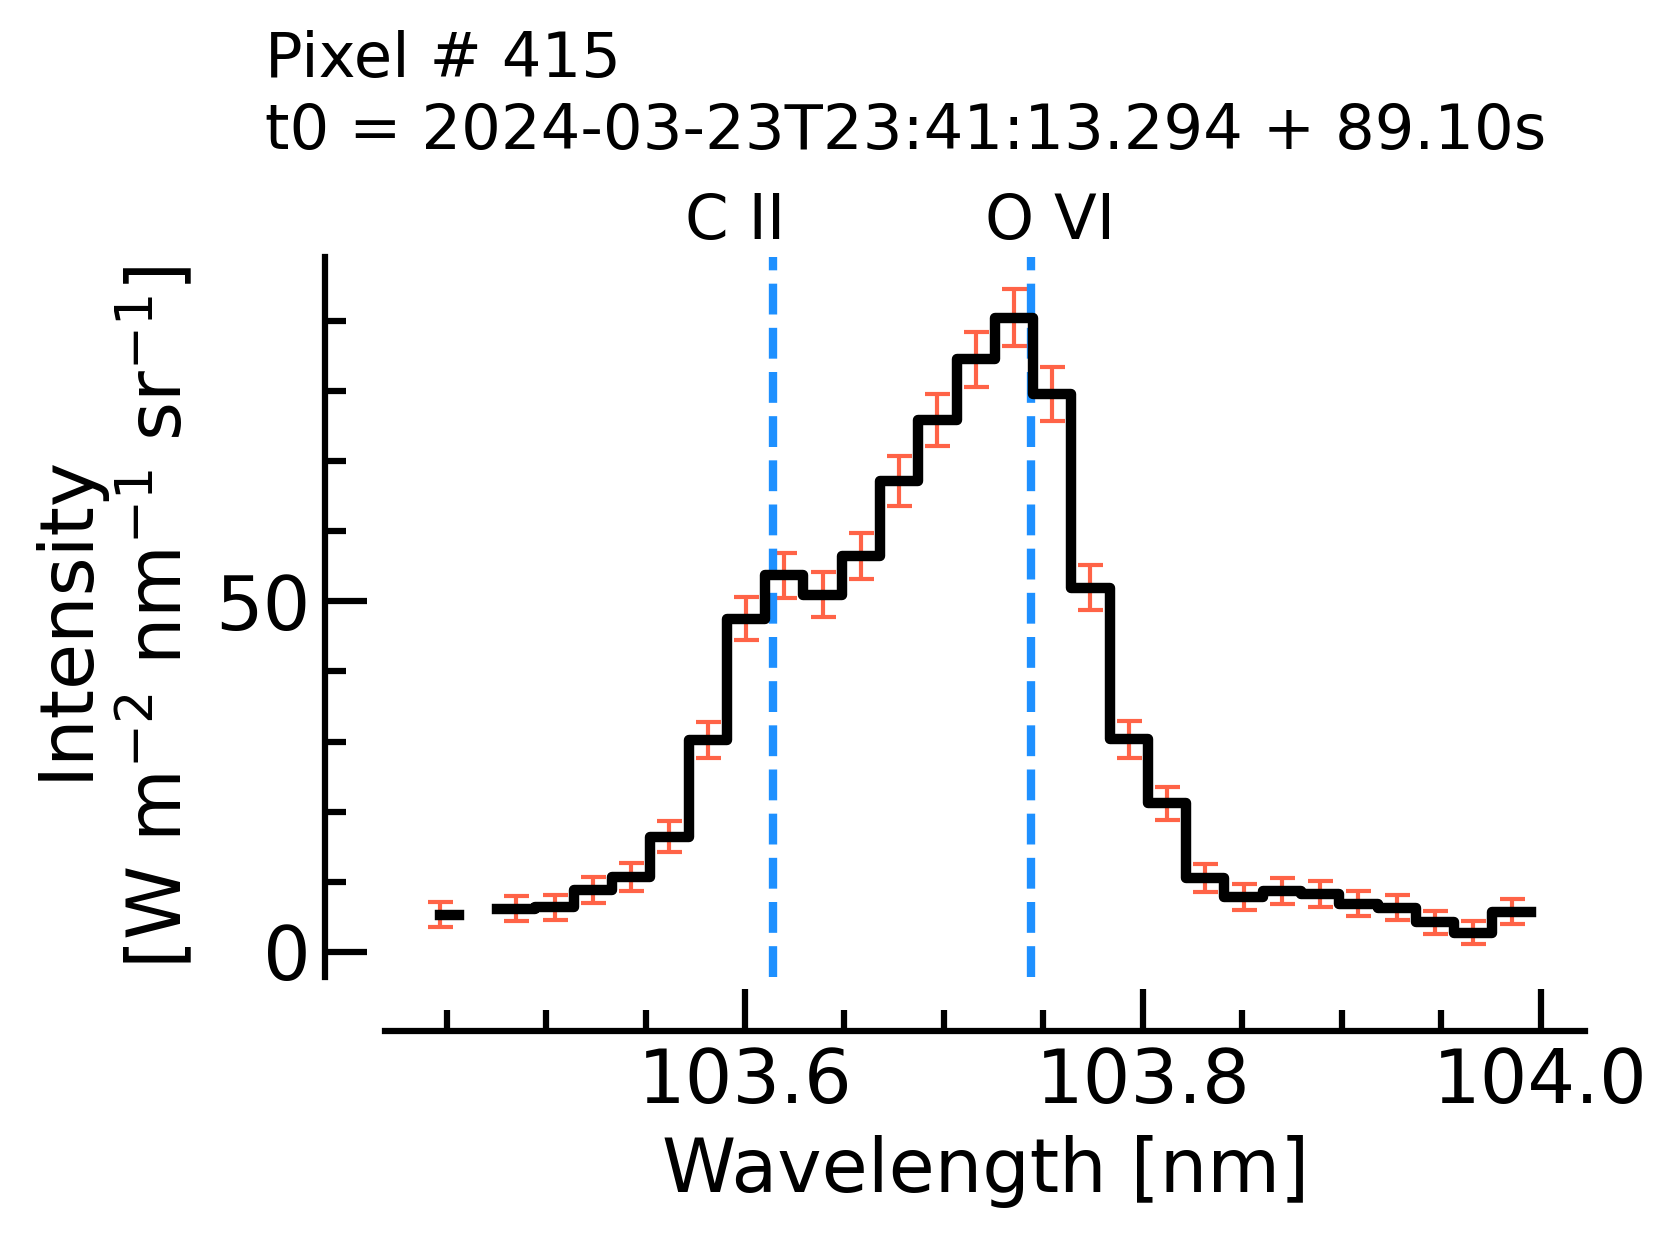 Pixel # 415
t0 = 2024-03-23T23:41:13.294 + 89.10s
C II O VI
Intensity
[W m⁻² nm⁻¹ sr⁻¹]
50
0
103.6 103.8 104.0
Wavelength [nm]